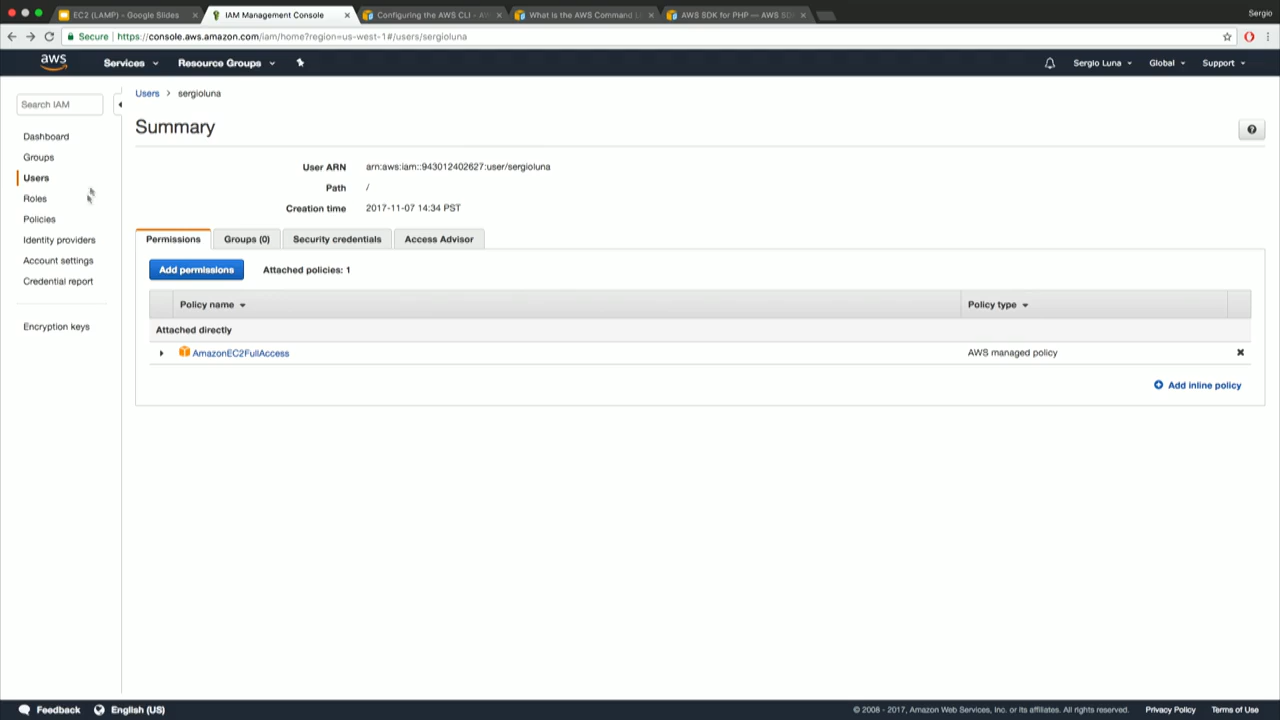 EC2 (LAMP) - Google Slides
IAM Management Console
Configuring the AWS CLI - A
What Is the AWS Command L
AWS SDK for PHP — AWS SD
Sergio
Secure
https://console.aws.amazon.com/iam/home?region=us-west-1#/users/sergioluna
aws
Services
Resource Groups
Sergio Luna
Global
Support
Search IAM
Dashboard
Groups
Users
Roles
Policies
Identity providers
Account settings
Credential report
Encryption keys
Users > sergioluna
Summary
User ARN arn:aws:iam::943012402627:user/sergioluna
Path /
Creation time 2017-11-07 14:34 PST
Permissions
Groups (0)
Security credentials
Access Advisor
Add permissions
Attached policies: 1
Policy name
Policy type
Attached directly
AmazonEC2FullAccess
AWS managed policy
Add inline policy
Feedback
English (US)
© 2008 - 2017, Amazon Web Services, Inc. or its affiliates. All rights reserved.
Privacy Policy
Terms of Use